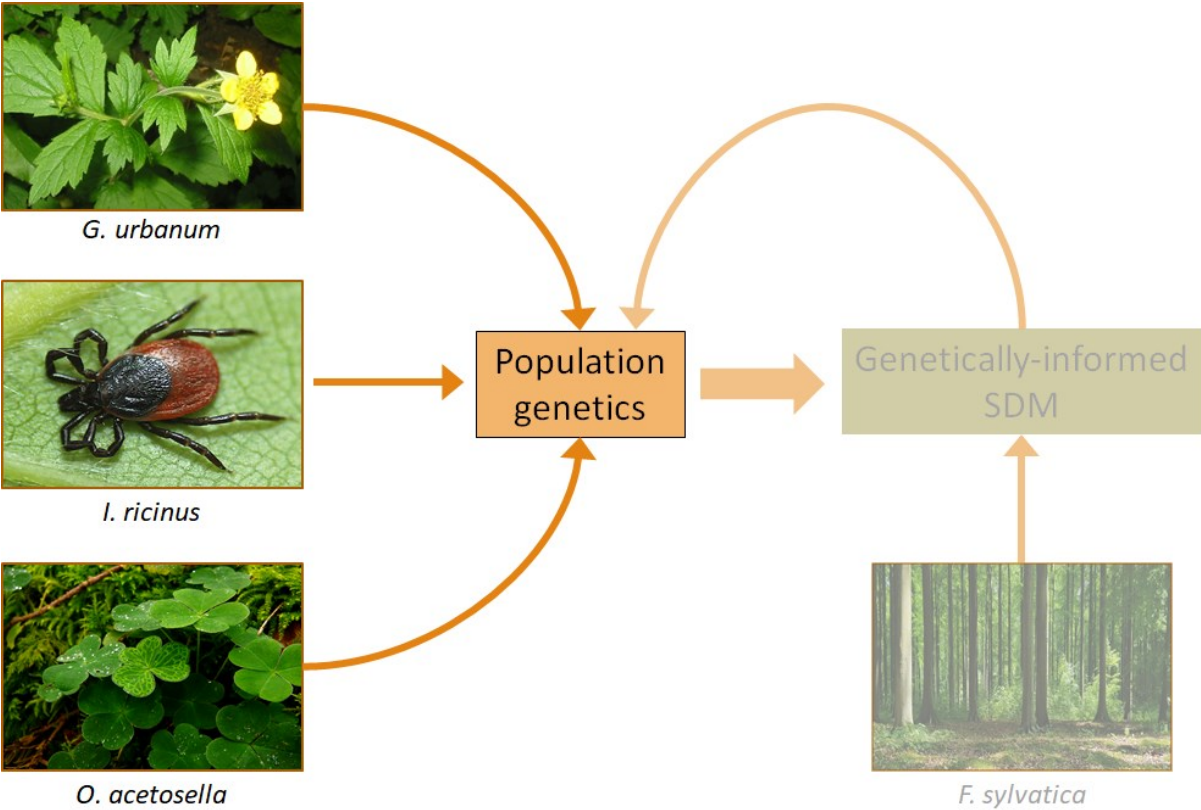 G. urbanum
I. ricinus
O. acetosella
Population
genetics
Genetically-informed
SDM
F. sylvatica